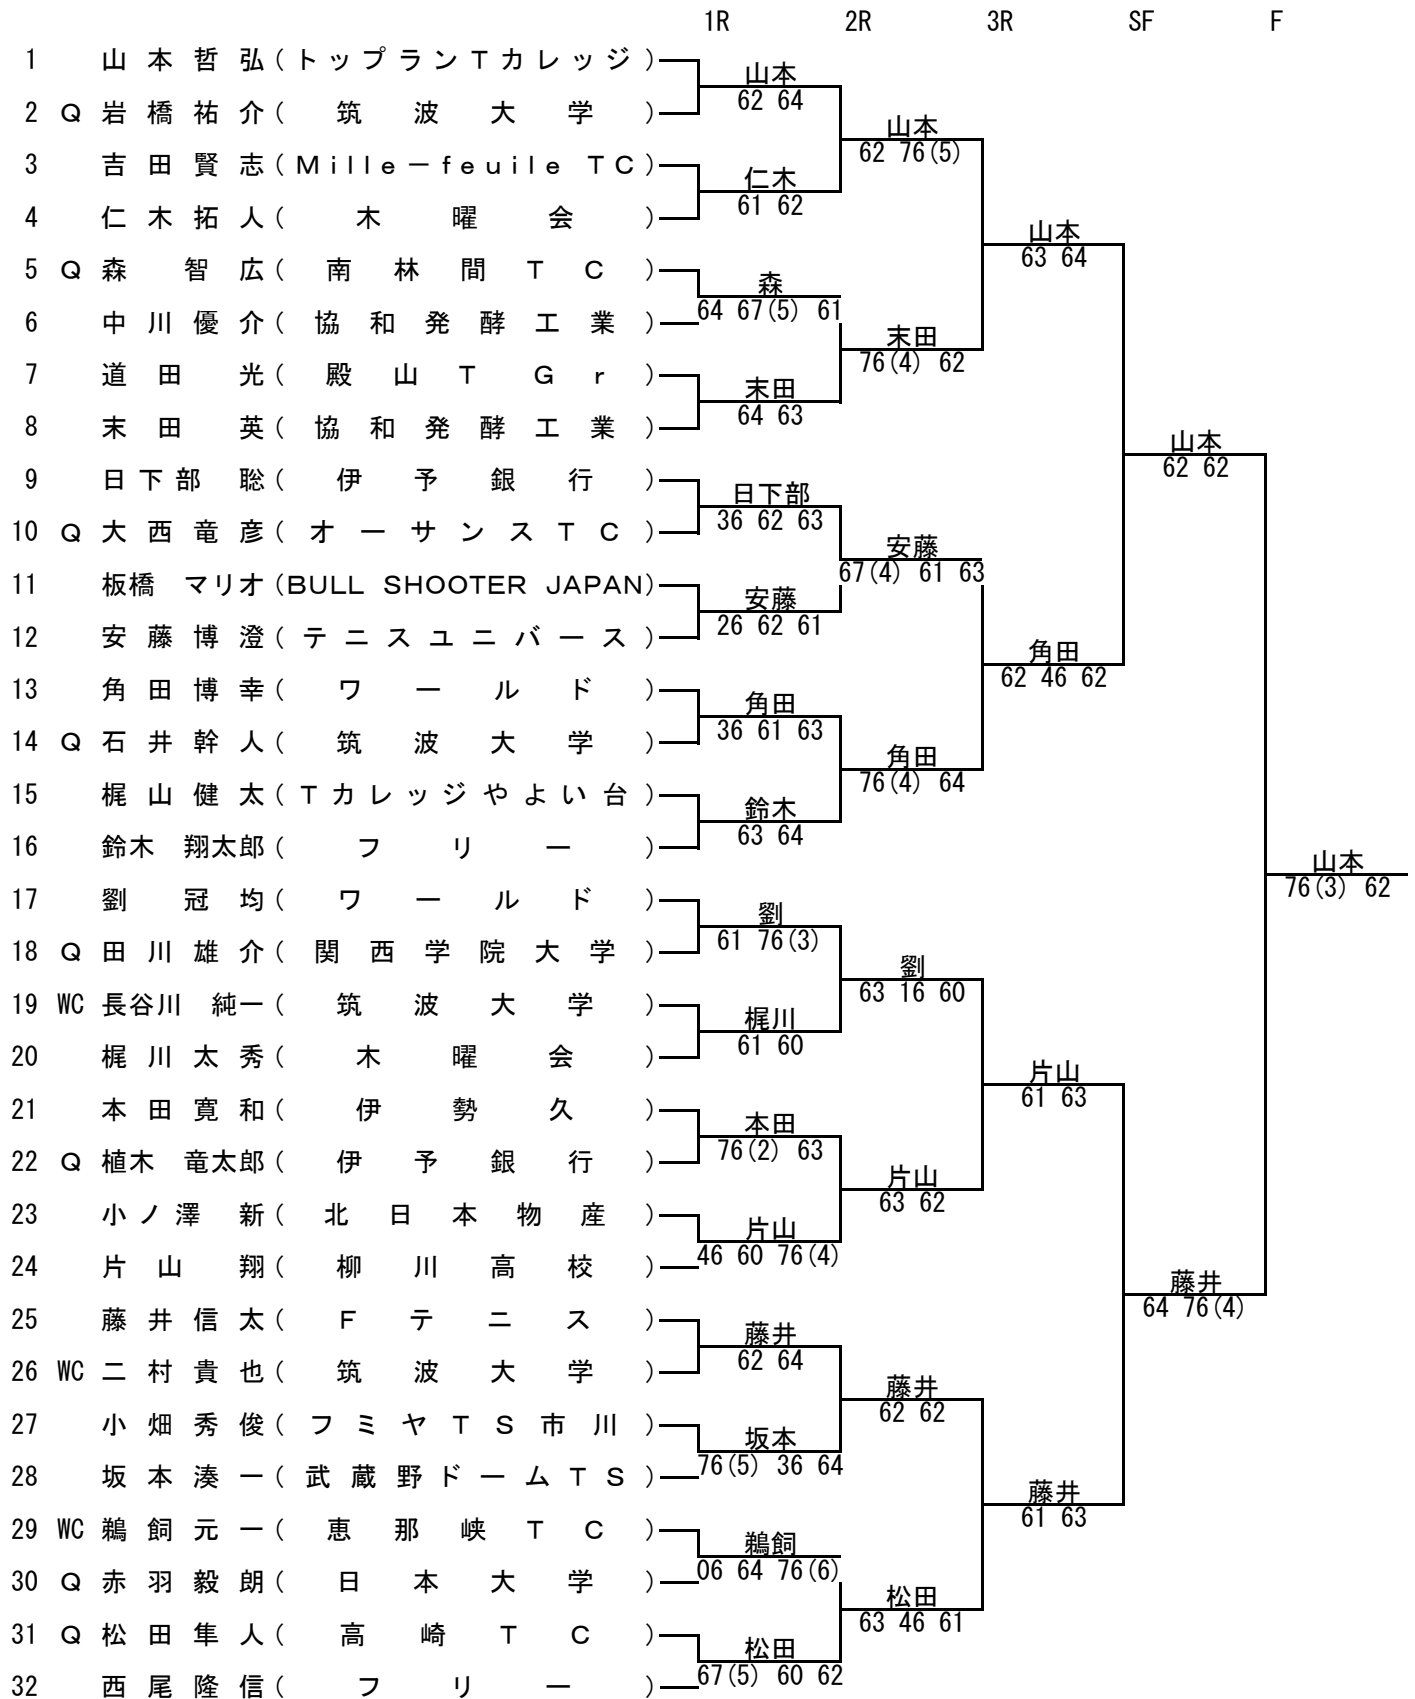 1R 2R 3R SF F
1 山本哲弘(トップランTカレッジ)
山本
62 64
2 Q 岩橋祐介(筑波大学)
山本
62 76(5)
3 吉田賢志(Mille－feuile TC)
仁木
61 62
4 仁木拓人(木曜会)
山本
63 64
5 Q 森智広(南林間TC)
森
64 67(5) 61
6 中川優介(協和発酵工業)
末田
76(4) 62
7 道田光(殿山TGr)
末田
64 63
8 末田英(協和発酵工業)
山本
62 62
9 日下部聡(伊予銀行)
日下部
36 62 63
10 Q 大西竜彦(オーサンスTC)
安藤
67(4) 61 63
11 板橋 マリオ(BULL SHOOTER JAPAN)
安藤
26 62 61
12 安藤博澄(テニスユニバース)
角田
62 46 62
13 角田博幸(ワールド)
角田
36 61 63
14 Q 石井幹人(筑波大学)
角田
76(4) 64
15 梶山健太(Tカレッジやよい台)
鈴木
63 64
16 鈴木 翔太郎(フリー)
山本
76(3) 62
17 劉冠均(ワールド)
劉
61 76(3)
18 Q 田川雄介(関西学院大学)
劉
63 16 60
19 WC 長谷川 純一(筑波大学)
梶川
61 60
20 梶川太秀(木曜会)
片山
61 63
21 本田寛和(伊勢久)
本田
76(2) 63
22 Q 植木 竜太郎(伊予銀行)
片山
63 62
23 小ノ澤新(北日本物産)
片山
46 60 76(4)
24 片山翔(柳川高校)
藤井
64 76(4)
25 藤井信太(Fテニス)
藤井
62 64
26 WC 二村貴也(筑波大学)
藤井
62 62
27 小畑秀俊(フミヤTS市川)
坂本
76(5) 36 64
28 坂本湊一(武蔵野ドームTS)
藤井
61 63
29 WC 鵜飼元一(恵那峡TC)
鵜飼
06 64 76(6)
30 Q 赤羽毅朗(日本大学)
松田
63 46 61
31 Q 松田隼人(高崎TC)
松田
67(5) 60 62
32 西尾隆信(フリー)